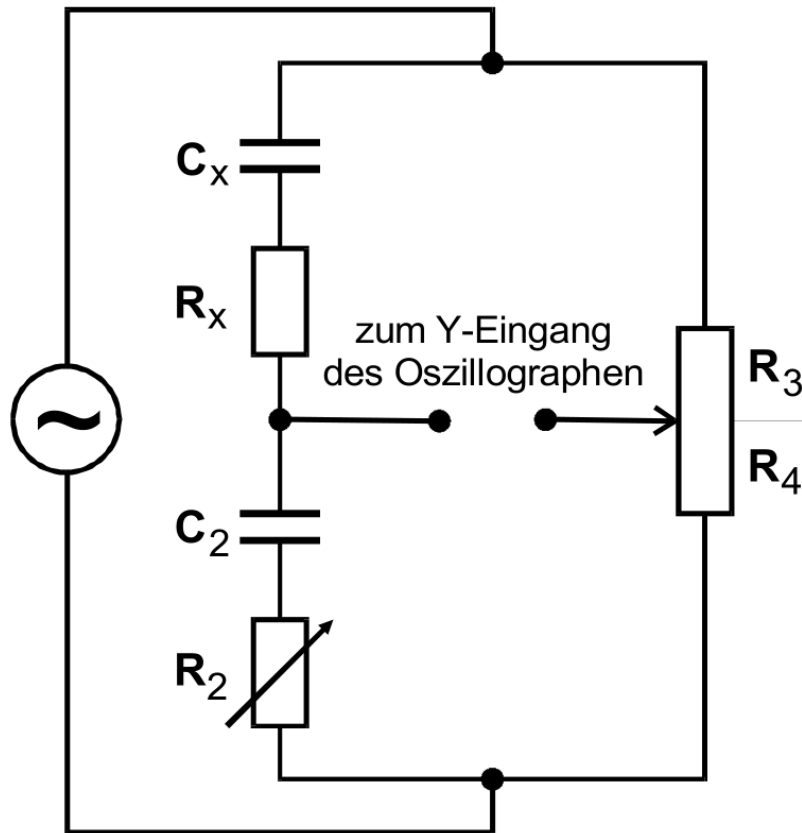 Cx
Rx
zum Y-Eingang
des Oszillographen
R3
~
R4
C2
R2